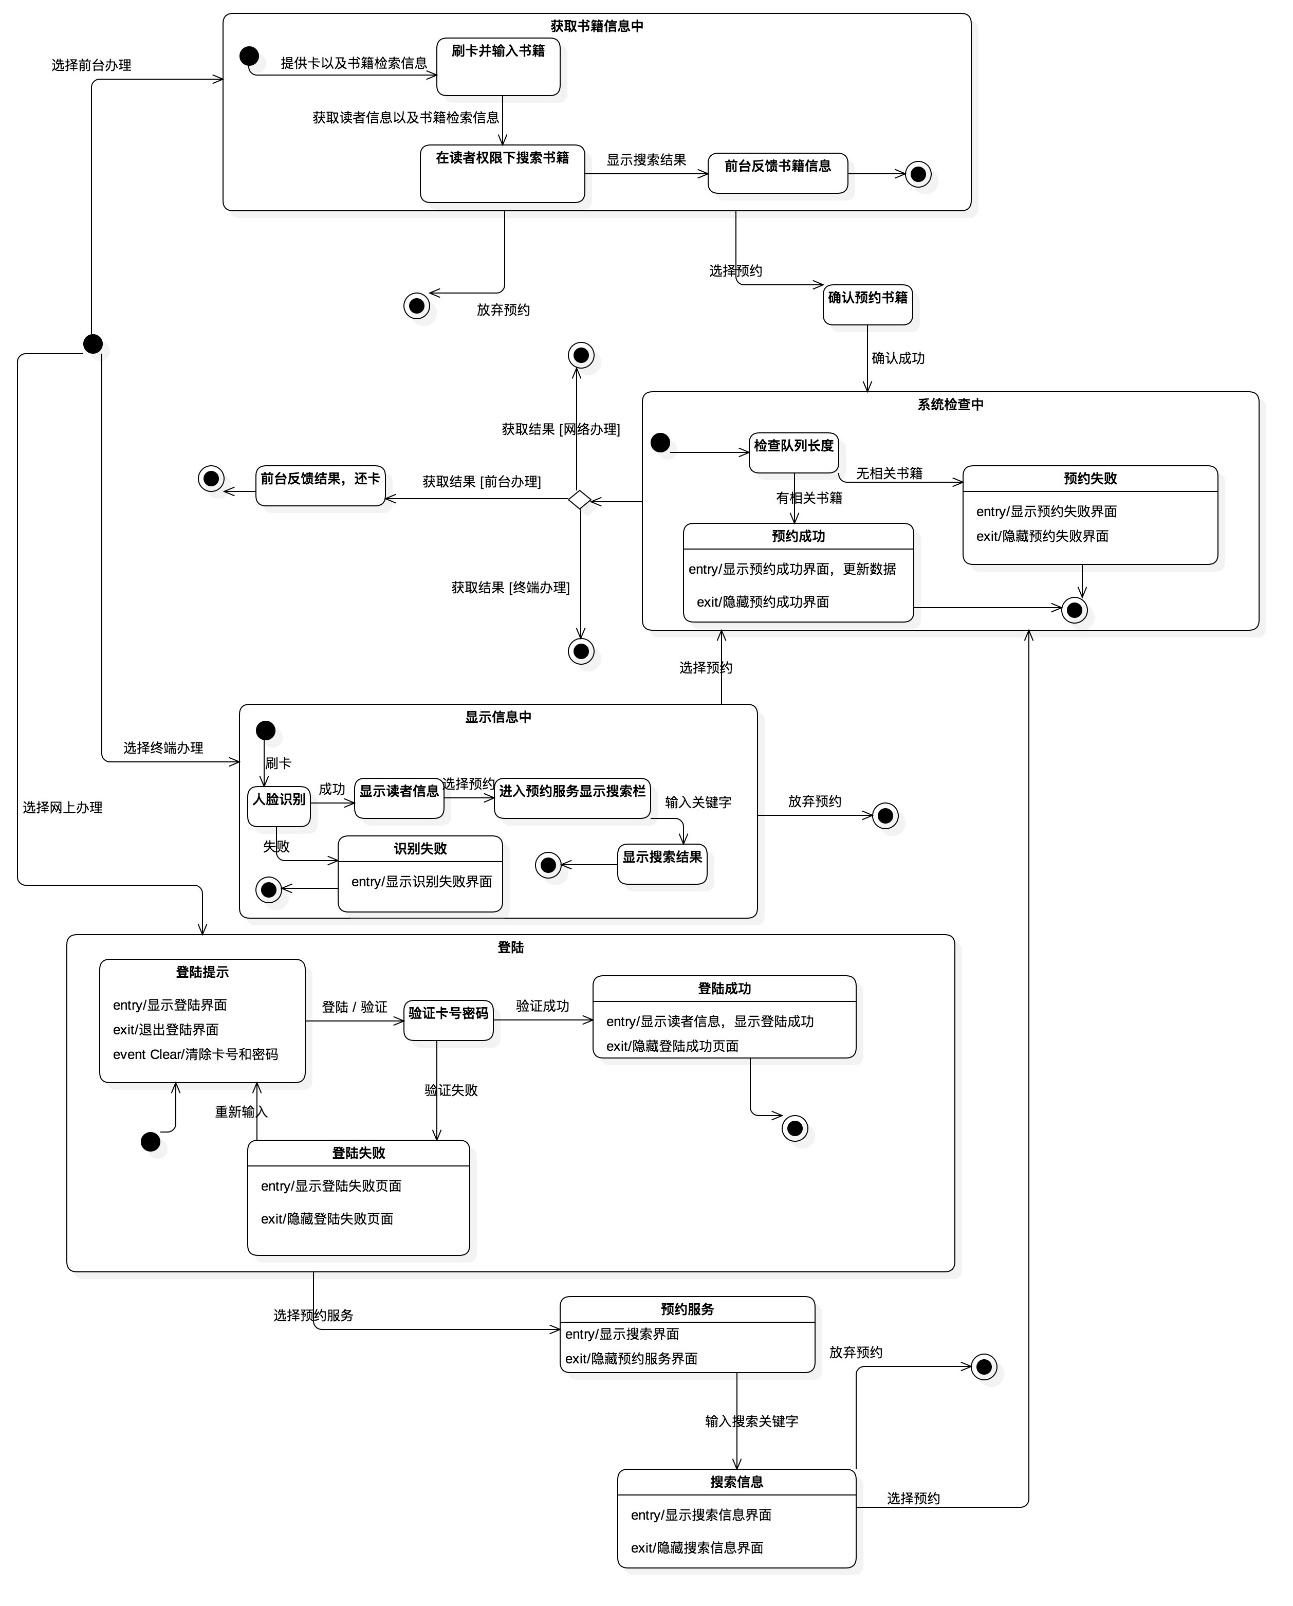 获取书籍信息中
选择前台办理
提供卡以及书籍检索信息
刷卡并输入书籍
获取读者信息以及书籍检索信息
在读者权限下搜索书籍
显示搜索结果
前台反馈书籍信息
选择预约
放弃预约
确认预约书籍
确认成功
系统检查中
获取结果 [网络办理]
检查队列长度
无相关书籍
预约失败
entry/显示预约失败界面
exit/隐藏预约失败界面
前台反馈结果，还卡
获取结果 [前台办理]
有相关书籍
预约成功
entry/显示预约成功界面，更新数据
exit/隐藏预约成功界面
获取结果 [终端办理]
选择预约
显示信息中
选择终端办理
刷卡
人脸识别
成功
显示读者信息
选择预约
进入预约服务显示搜索栏
输入关键字
放弃预约
选择网上办理
失败
识别失败
entry/显示识别失败界面
显示搜索结果
登陆
登陆提示
entry/显示登陆界面
exit/退出登陆界面
event Clear/清除卡号和密码
登陆 / 验证
验证卡号密码
验证成功
登陆成功
entry/显示读者信息，显示登陆成功
exit/隐藏登陆成功页面
重新输入
验证失败
登陆失败
entry/显示登陆失败页面
exit/隐藏登陆失败页面
选择预约服务
预约服务
entry/显示搜索界面
exit/隐藏预约服务界面
放弃预约
输入搜索关键字
搜索信息
entry/显示搜索信息界面
exit/隐藏搜索信息界面
选择预约